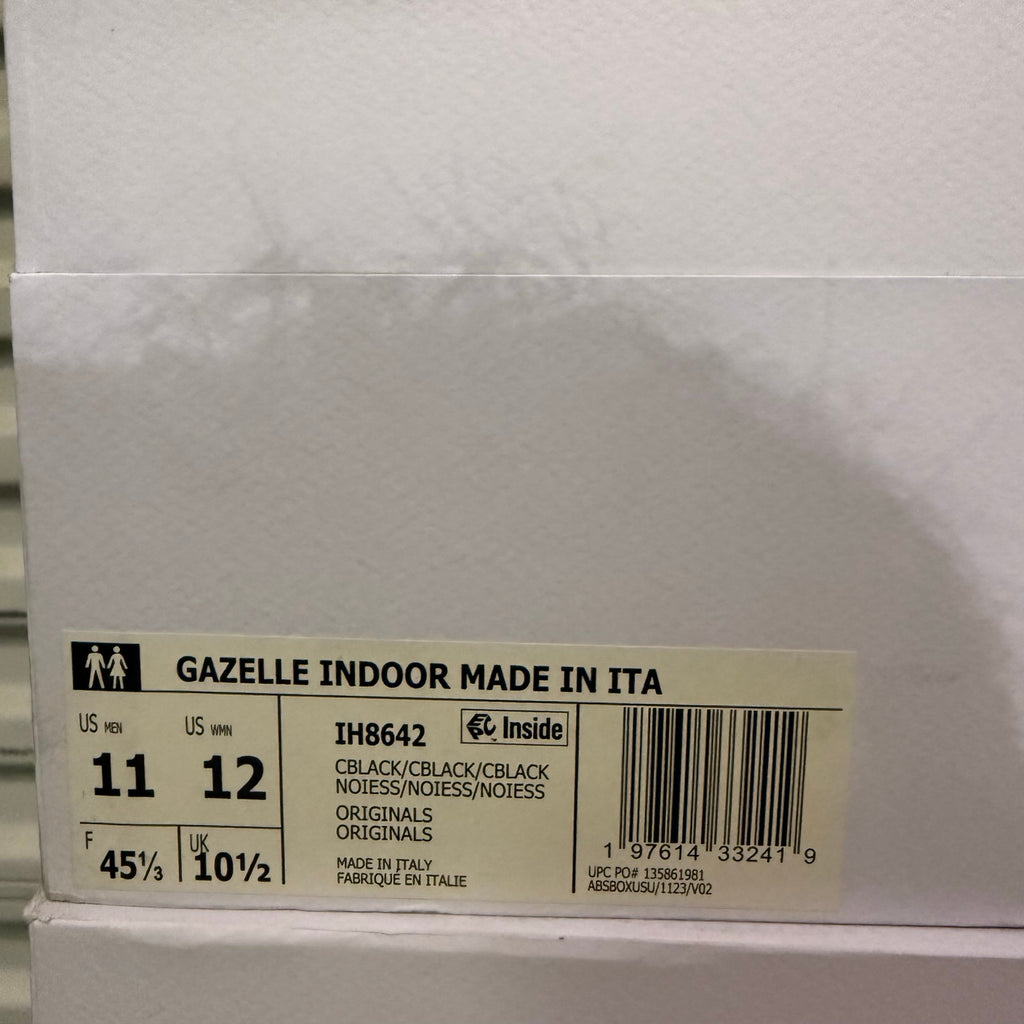 GAZELLE INDOOR MADE IN ITA
US MEN US WMN
11 12
F 45⅓ UK 10½
IH8642 Inside
CBLACK/CBLACK/CBLACK
NOIESS/NOIESS/NOIESS
ORIGINALS
ORIGINALS
MADE IN ITALY
FABRIQUÉ EN ITALIE
1 97614 33241 9
UPC PO# 135861981
ABSBOXUSU/1123/V02